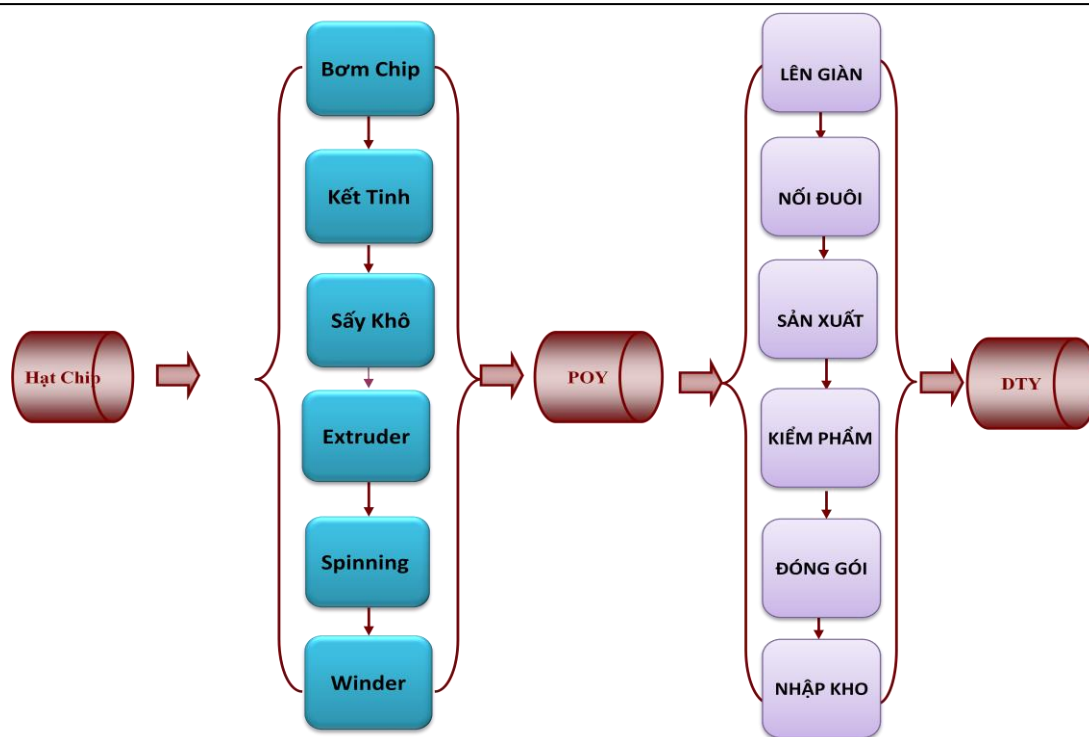 Hạt Chip
Bơm Chip
Kết Tinh
Sấy Khô
Extruder
Spinning
Winder
POY
LÊN GIÀN
NỐI ĐUÔI
SẢN XUẤT
KIỂM PHẨM
ĐÓNG GÓI
NHẬP KHO
DTY